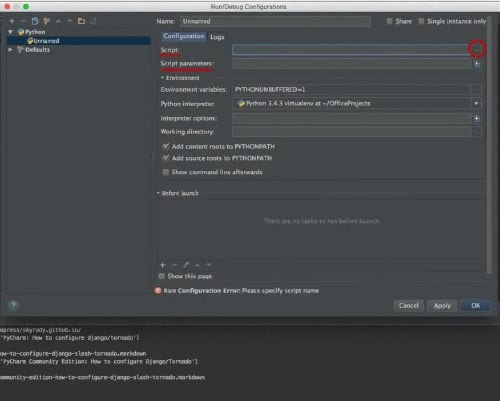 Run/Debug Configurations
Name: Unnamed
Share
Single instance only
Python
Unnamed
Defaults
Configuration
Logs
Script:
Script parameters:
Environment
Environment variables: PYTHONUNBUFFERED=1
Python interpreter: Python 3.4.3 virtualenv at ~/OfficeProjects
Interpreter options:
Working directory:
Add content roots to PYTHONPATH
Add source roots to PYTHONPATH
Show command line afterwards
Before launch
There are no tasks to run before launch
Show this page
Run Configuration Error: Please specify script name
? Cancel Apply OK
opress/skyrudy.github.io/
'PyCharm: How to configure django/tornado']
ow-to-configure-django-slash-tornado.markdown
'PyCharm Community Edition: How to configure Django/Tornado']
ommunity-edition-how-to-configure-django-slash-tornado.markdown